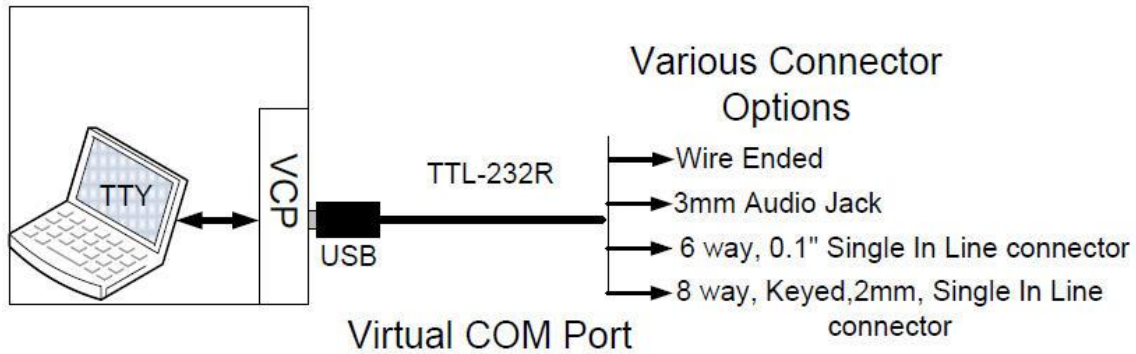 Various Connector
Options
TTY
VCP
USB
TTL-232R
Wire Ended
3mm Audio Jack
6 way, 0.1" Single In Line connector
8 way, Keyed,2mm, Single In Line
connector
Virtual COM Port